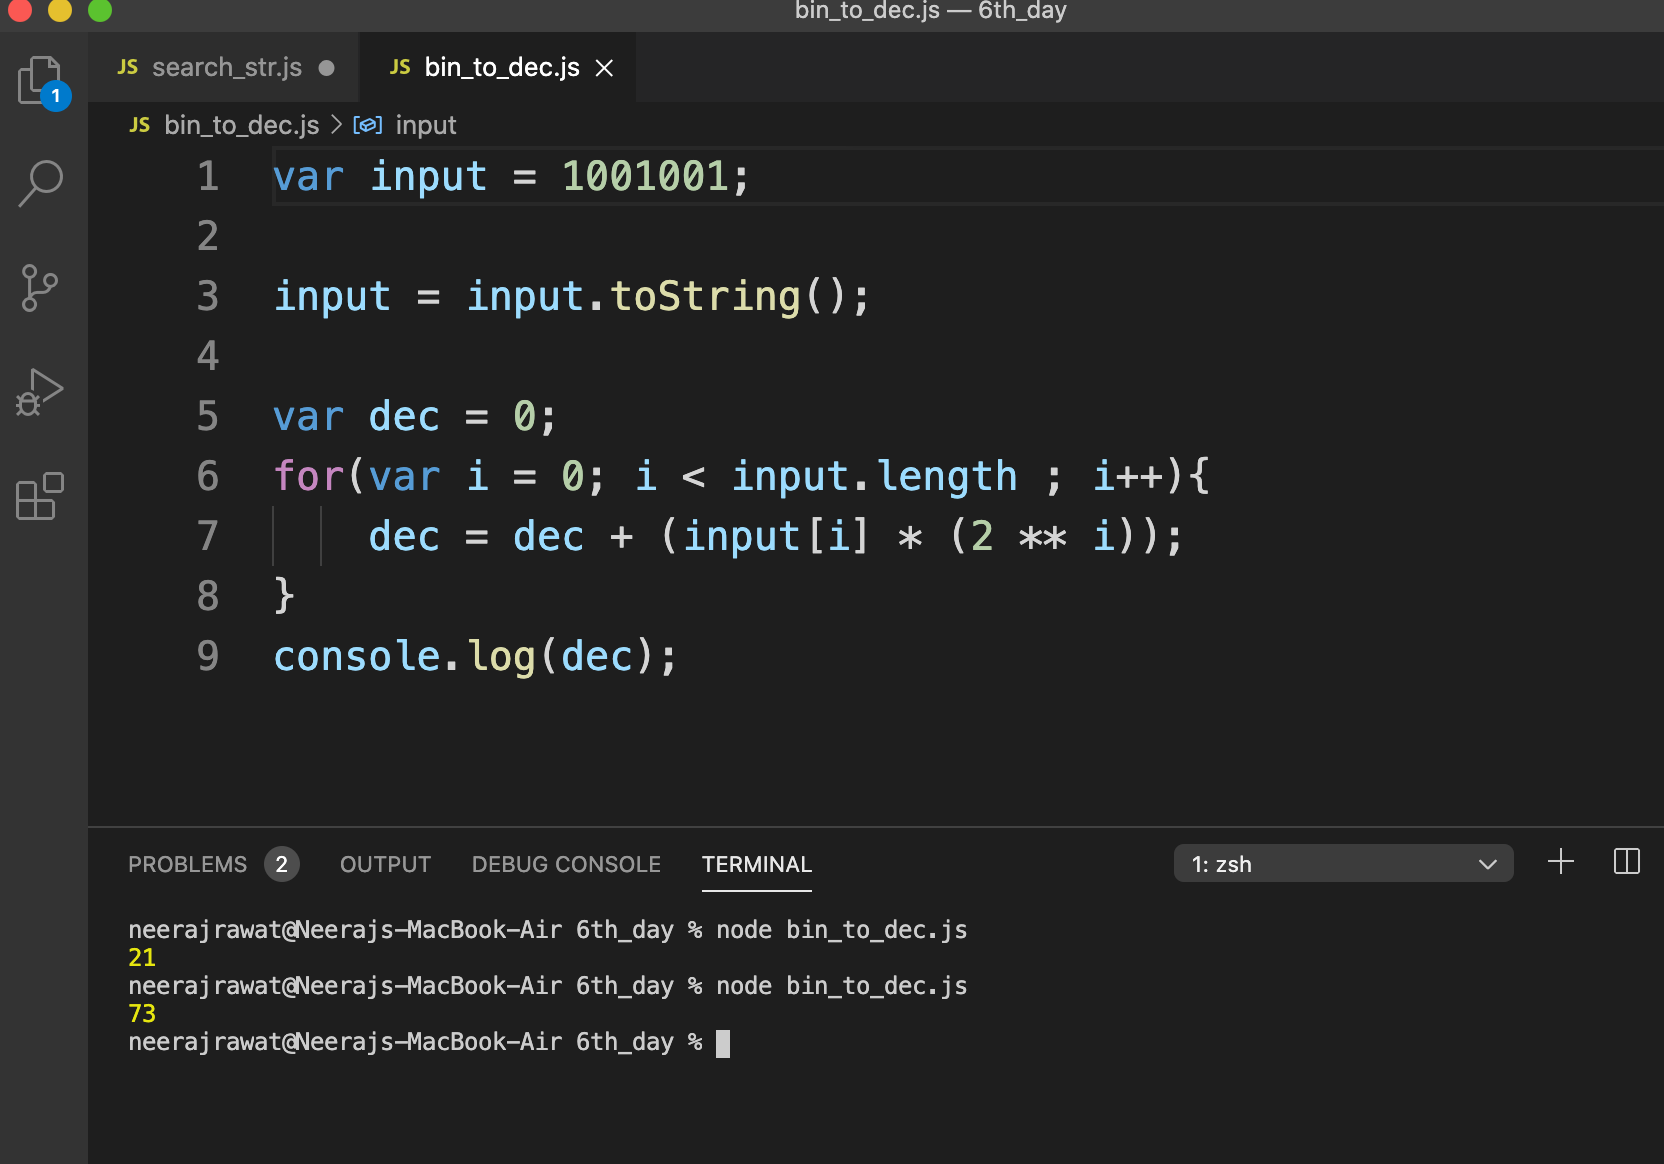 bin_to_dec.js — 6th_day
1
JS search_str.js
JS bin_to_dec.js
JS bin_to_dec.js > input
1 var input = 1001001;
2
3 input = input.toString();
4
5 var dec = 0;
6 for(var i = 0; i < input.length ; i++){
7     dec = dec + (input[i] * (2 ** i));
8 }
9 console.log(dec);
PROBLEMS 2 OUTPUT DEBUG CONSOLE TERMINAL 1: zsh
neerajrawat@Neerajs-MacBook-Air 6th_day % node bin_to_dec.js
21
neerajrawat@Neerajs-MacBook-Air 6th_day % node bin_to_dec.js
73
neerajrawat@Neerajs-MacBook-Air 6th_day %